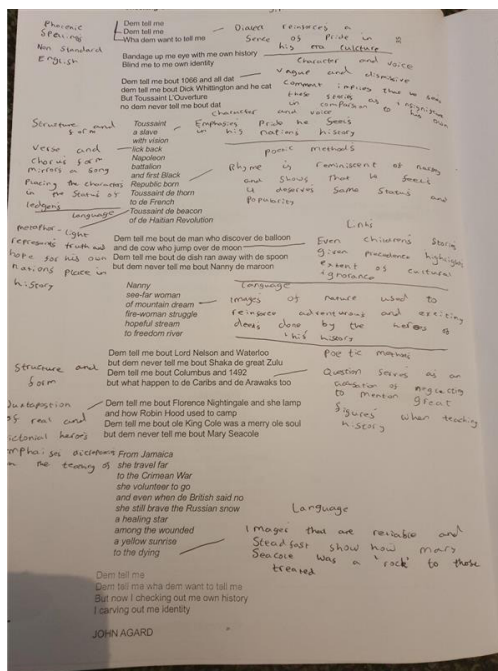 Phoenic
Spelling
Non Standard
English
Dem tell me
Dem tell me
Wha dem want to tell me
Dialect reinforces a
Sence of Pride in
his own culture
Bandage up me eye with me own history
Blind me to me own identity
Character and voice
Vague and dismissive
Comment implies that he sees
these stories as insignificant
in comparison to his own
Dem tell me bout 1066 and all dat
dem tell me bout Dick Whittington and he cat
But Toussaint L'Ouverture
no dem never tell me bout dat
Character and voice
Emphasies Pride he feels
in his nations history
Structure and
form
Verse and
Chorus form
mirrors a song
Placing the characters
in the status of
ledgens
Toussaint
a slave
with vision
lick back
Napoleon
battalion
and first Black
Republic born
Toussaint de thorn
to de French
Toussaint de beacon
of de Haitian Revolution
Poetic methods
Rhyme is reminiscent of nursery
and shows that he feels
it deserves same status and
Popularity
Language
metaphor - light
represents truth and
hope for his own
nations place in
history
Links
Even childrens stories
given precedence highlights
extent of cultural
ignorance
Dem tell me bout de man who discover de balloon
and de cow who jump over de moon
Dem tell me bout de dish ran away with de spoon
but dem never tell me bout Nanny de maroon
Language
Images of nature used to
reinforce adventurous and exciting
deeds done by the heroes of
his history
Nanny
see-far woman
of mountain dream
fire-woman struggle
hopeful stream
to freedom river
Poetic methods
Question serves as an
accusation of neglecting
to mention great
figures when teaching
history
Dem tell me bout Lord Nelson and Waterloo
but dem never tell me bout Shaka de great Zulu
Dem tell me bout Columbus and 1492
but what happen to de Caribs and de Arawaks too
Structure and
form
Juxtaposition
of real and
fictional heroes
emphaises
the teaching of
Dem tell me bout Florence Nightingale and she lamp
and how Robin Hood used to camp
Dem tell me bout ole King Cole was a merry ole soul
but dem never tell me bout Mary Seacole
From Jamaica
she travel far
to the Crimean War
she volunteer to go
and even when de British said no
she still brave the Russian snow
a healing star
among the wounded
a yellow sunrise
to the dying
Language
Images that are reliable and
Steadfast show how mary
Seacole was a 'rock' to those
treated
Dem tell me
Dem tell me wha dem want to tell me
But now I checking out me own history
I carving out me identity
JOHN AGARD